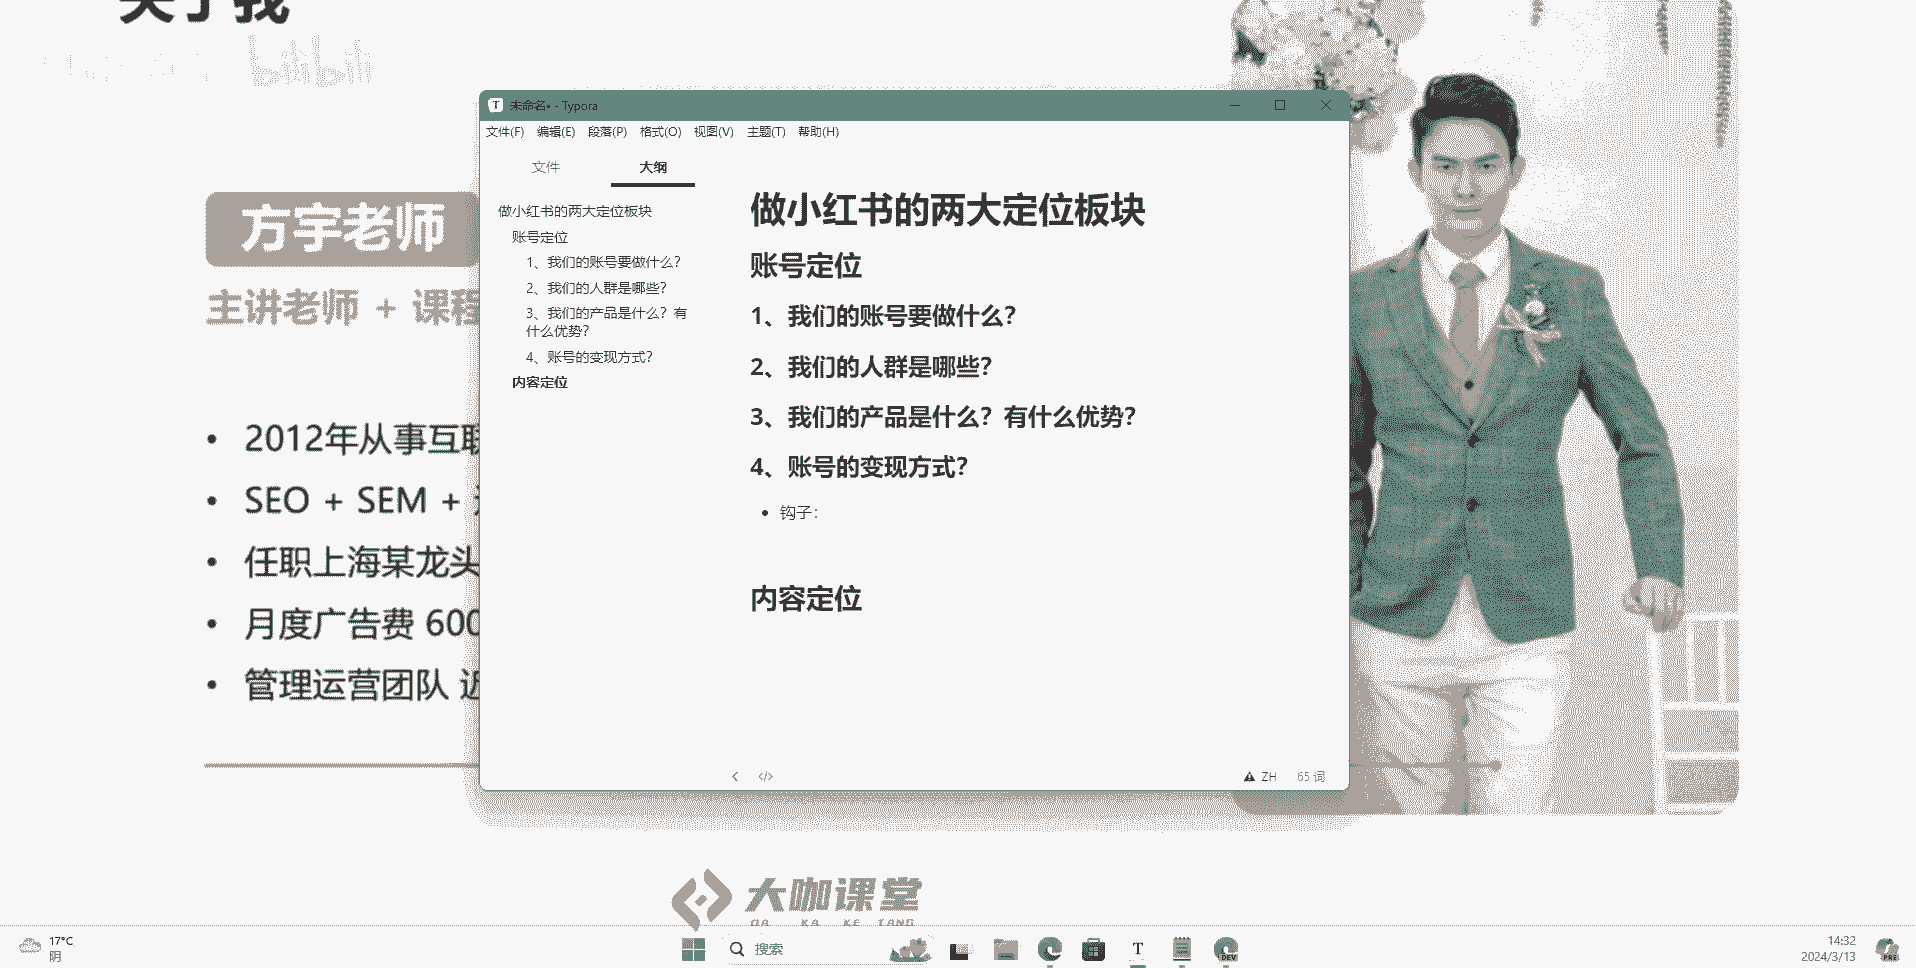 关于我
bilibili
方宇老师
主讲老师 + 课程
2012年从事互联
SEO + SEM +
任职上海某龙头
月度广告费 600
管理运营团队 近
未命名• - Typora
文件(F) 编辑(E) 段落(P) 格式(O) 视图(V) 主题(T) 帮助(H)
文件 大纲
做小红书的两大定位板块
账号定位
1、我们的账号要做什么？
2、我们的人群是哪些？
3、我们的产品是什么？有
什么优势？
4、账号的变现方式？
内容定位
做小红书的两大定位板块
账号定位
1、我们的账号要做什么？
2、我们的人群是哪些？
3、我们的产品是什么？有什么优势？
4、账号的变现方式？
钩子：
内容定位
</> ZH 65 词
大咖课堂
DA KA KE TANG
17°C
阴
搜索
T
DEV
14:32
2024/3/13
PRE